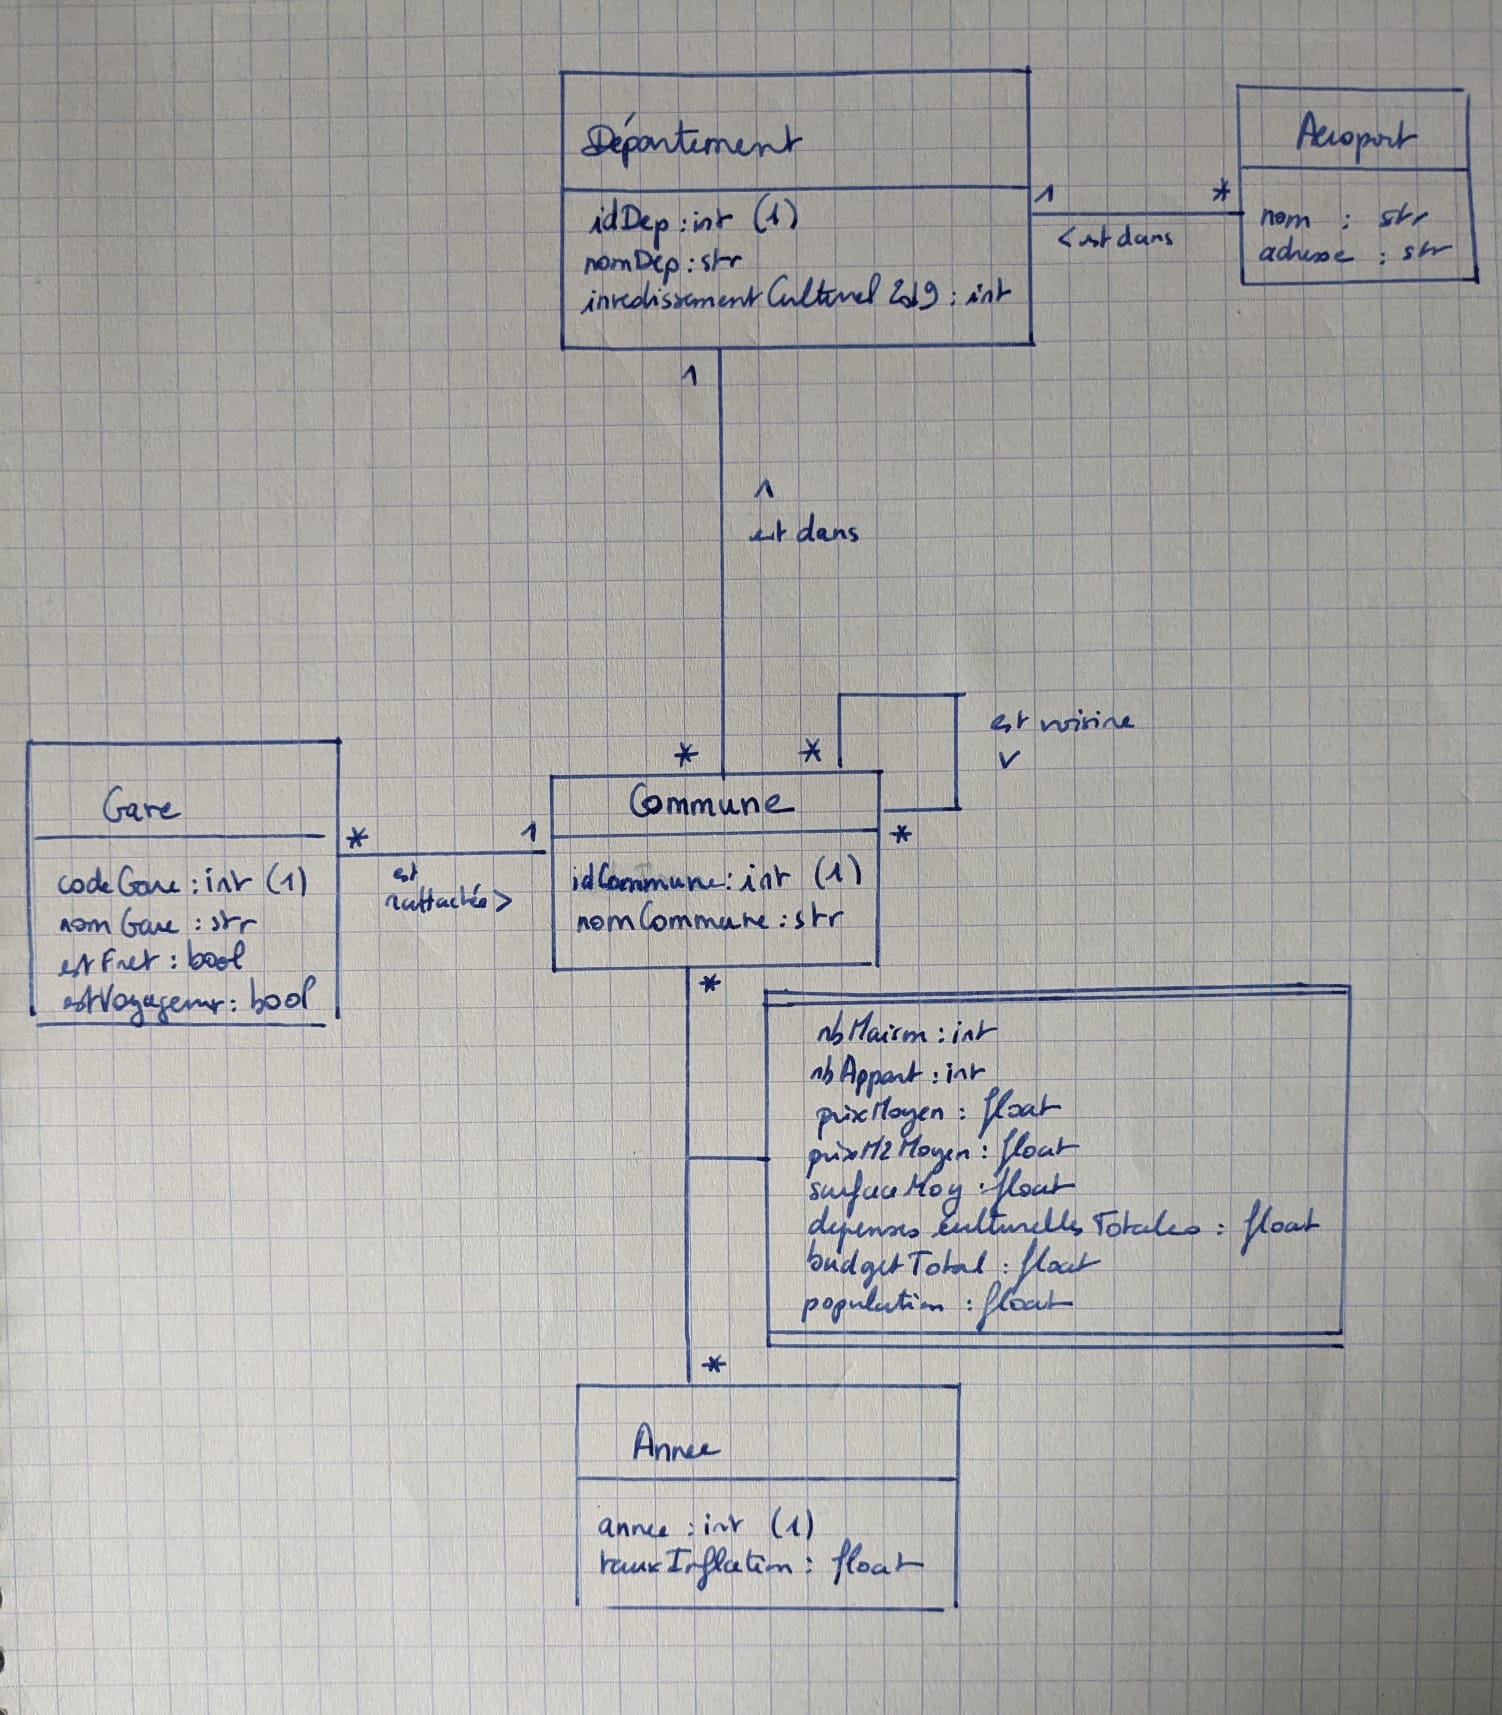 Département
idDep : int (1)
nomDep : str
investissementCulturel2019 : int
Aeroport
nom : str
adresse : str
1
*
< est dans
1
^
est dans
*
*
est voisine
v
*
Gare
codeGare : int (1)
nomGare : str
estFret : bool
estVoyageur : bool
*
1
est
rattachée >
Commune
idCommune : int (1)
nomCommune : str
*
nbMaison : int
nbAppart : int
prixMoyen : float
prixM2Moyen : float
surfaceMoy : float
depenses culturelles Totales : float
budgetTotal : float
population : float
*
Annee
annee : int (1)
tauxInflation : float